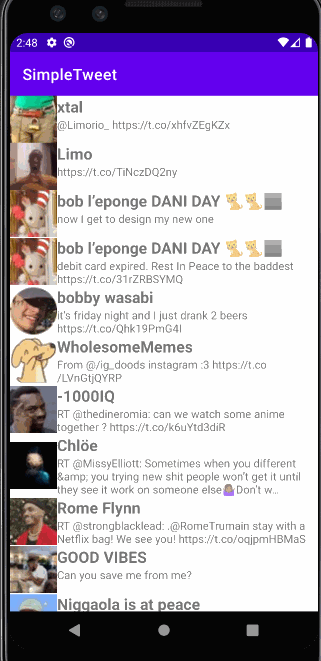 2:48
SimpleTweet
xtal
@Limorio_ https://t.co/xhfvZEgKZx
Limo
https://t.co/TiNczDQ2ny
bob l'eponge DANI DAY
now I get to design my new one
bob l'eponge DANI DAY
debit card expired. Rest In Peace to the baddest
https://t.co/31rZRBSYMQ
bobby wasabi
it's friday night and I just drank 2 beers
https://t.co/Qhk19PmG4I
WholesomeMemes
From @/ig_doods instagram :3 https://t.co
/LVnGtjQYRP
-1000IQ
RT @thedineromia: can we watch some anime
together ? https://t.co/k6uYtd3diR
Chlöe
RT @MissyElliott: Sometimes when you different
&amp; you trying new shit people won't get it until
they see it work on someone else🤷🏽‍♀️Don't w…
Rome Flynn
RT @strongblacklead: .@RomeTrumain stay with a
Netflix bag! We see you! https://t.co/oqjpmHBMaS
GOOD VIBES
Can you save me from me?
Niggaola is at peace